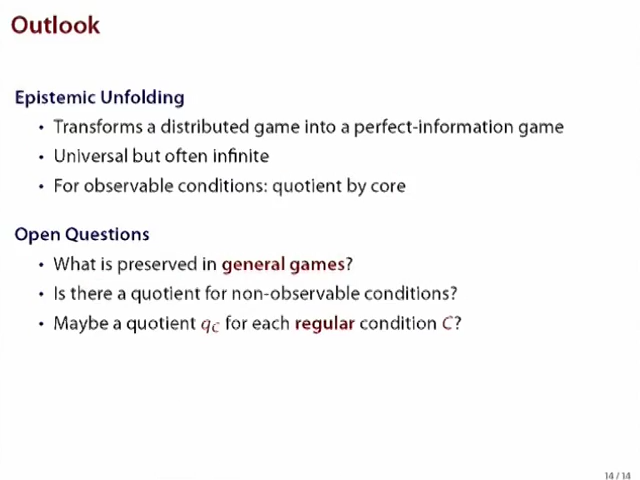 Outlook
Epistemic Unfolding
• Transforms a distributed game into a perfect-information game
• Universal but often infinite
• For observable conditions: quotient by core
Open Questions
• What is preserved in general games?
• Is there a quotient for non-observable conditions?
• Maybe a quotient q_C for each regular condition C?
14 / 14